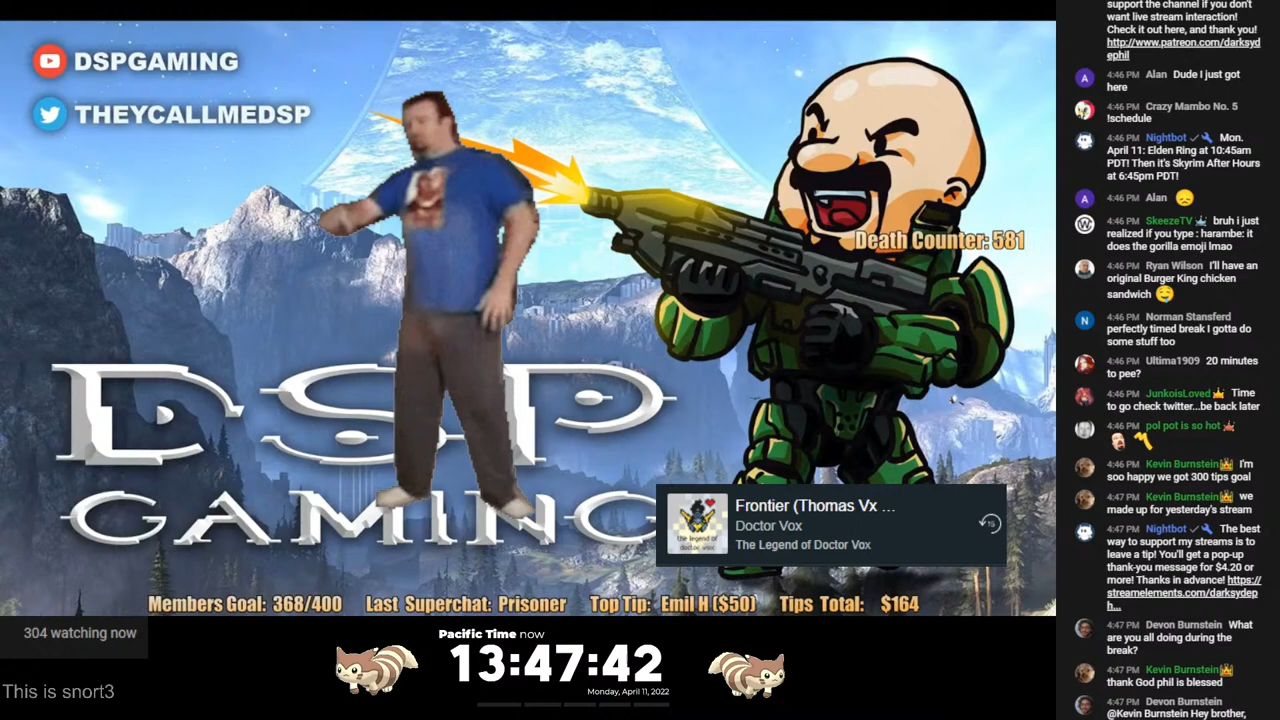 DSPGAMING
THEYCALLMEDSP
Death Counter: 581
DSP
GAMING
Frontier (Thomas Vx ...
Doctor Vox
The Legend of Doctor Vox
the legend of
doctor vox
Members Goal: 368/400 Last Superchat: Prisoner Top Tip: Emil H ($50) Tips Total: $164
304 watching now
This is snort3
Pacific Time now
13:47:42
Monday, April 11, 2022
support the channel if you don't
want live stream interaction!
Check it out here, and thank you!
http://www.patreon.com/darksyd
ephil
A
4:46 PM Alan Dude I just got
here
4:46 PM Crazy Mambo No. 5
!schedule
4:46 PM Nightbot Mon.
April 11: Elden Ring at 10:45am
PDT! Then it's Skyrim After Hours
at 6:45pm PDT!
A
4:46 PM Alan 😞
4:46 PM SkeezeTV bruh i just
realized if you type : harambe: it
does the gorilla emoji lmao
4:46 PM Ryan Wilson I'll have an
original Burger King chicken
sandwich 🤤
N
4:46 PM Norman Stansferd
perfectly timed break I gotta do
some stuff too
4:46 PM Ultima1909 20 minutes
to pee?
4:46 PM JunkoisLoved Time
to go check twitter...be back later
4:46 PM pol pot is so hot
4:46 PM Kevin Burnstein I'm
soo happy we got 300 tips goal
4:47 PM Kevin Burnstein we
made up for yesterday's stream
4:47 PM Nightbot The best
way to support my streams is to
leave a tip! You'll get a pop-up
thank-you message for $4.20 or
more! Thanks in advance! https://
streamelements.com/darksydep
h...
4:47 PM Devon Burnstein What
are you all doing during the
break?
4:47 PM Kevin Burnstein
thank God phil is blessed
4:47 PM Devon Burnstein
@Kevin Burnstein Hey brother,